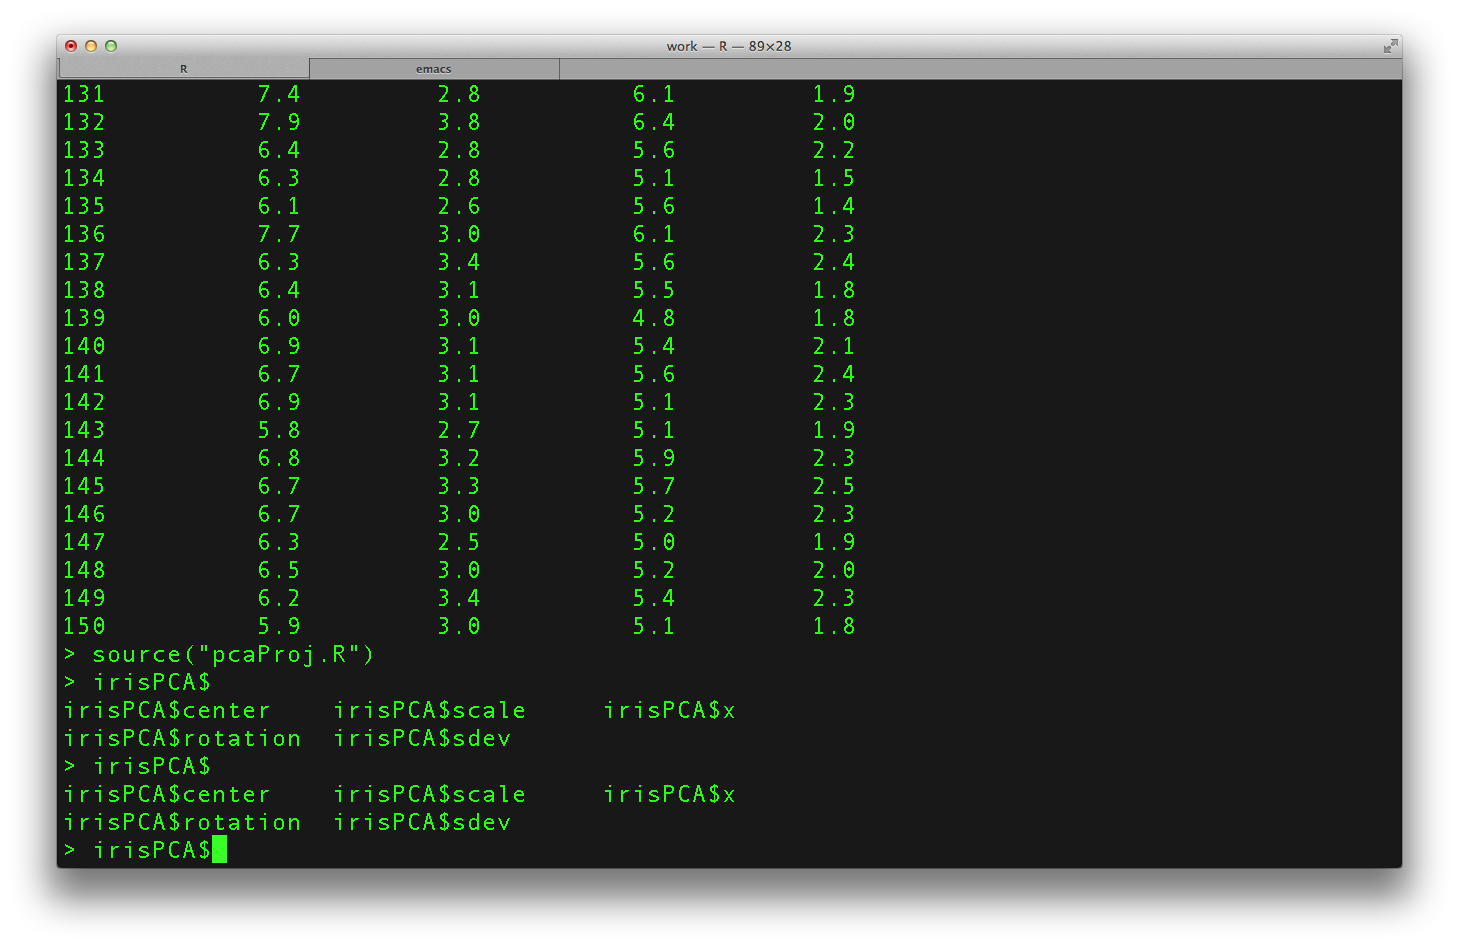 work — R — 89×28
R emacs
131 7.4 2.8 6.1 1.9
132 7.9 3.8 6.4 2.0
133 6.4 2.8 5.6 2.2
134 6.3 2.8 5.1 1.5
135 6.1 2.6 5.6 1.4
136 7.7 3.0 6.1 2.3
137 6.3 3.4 5.6 2.4
138 6.4 3.1 5.5 1.8
139 6.0 3.0 4.8 1.8
140 6.9 3.1 5.4 2.1
141 6.7 3.1 5.6 2.4
142 6.9 3.1 5.1 2.3
143 5.8 2.7 5.1 1.9
144 6.8 3.2 5.9 2.3
145 6.7 3.3 5.7 2.5
146 6.7 3.0 5.2 2.3
147 6.3 2.5 5.0 1.9
148 6.5 3.0 5.2 2.0
149 6.2 3.4 5.4 2.3
150 5.9 3.0 5.1 1.8
> source("pcaProj.R")
> irisPCA$
irisPCA$center irisPCA$scale irisPCA$x
irisPCA$rotation irisPCA$sdev
> irisPCA$
irisPCA$center irisPCA$scale irisPCA$x
irisPCA$rotation irisPCA$sdev
> irisPCA$